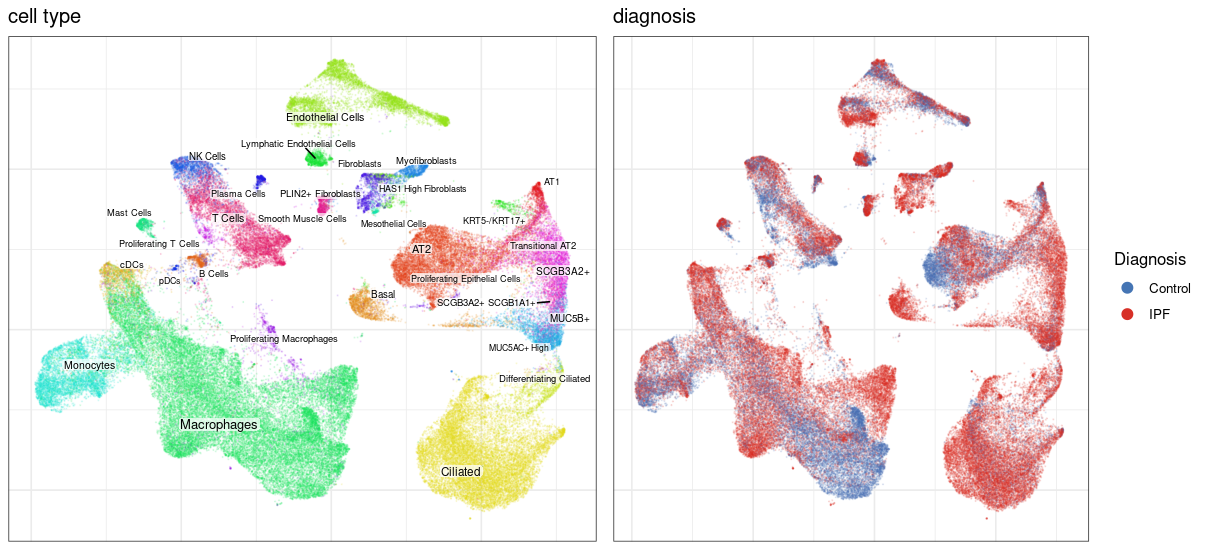 cell type
diagnosis
Endothelial Cells
Lymphatic Endothelial Cells
NK Cells
Fibroblasts
Myofibroblasts
AT1
Plasma Cells
PLIN2+ Fibroblasts
HAS1 High Fibroblasts
Mast Cells
T Cells
Smooth Muscle Cells
Mesothelial Cells
KRT5-/KRT17+
Proliferating T Cells
AT2
Transitional AT2
cDCs
pDCs
B Cells
Proliferating Epithelial Cells
SCGB3A2+
Basal
SCGB3A2+ SCGB1A1+
MUC5B+
Proliferating Macrophages
MUC5AC+ High
Monocytes
Differentiating Ciliated
Macrophages
Ciliated
Diagnosis
Control
IPF